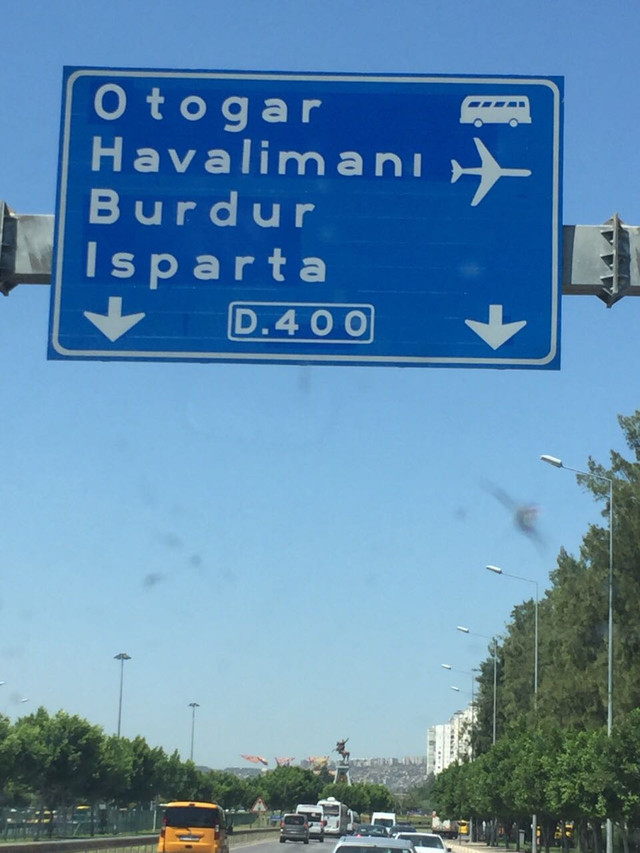 Otogar
Havalimanı
Burdur
Isparta
D.400